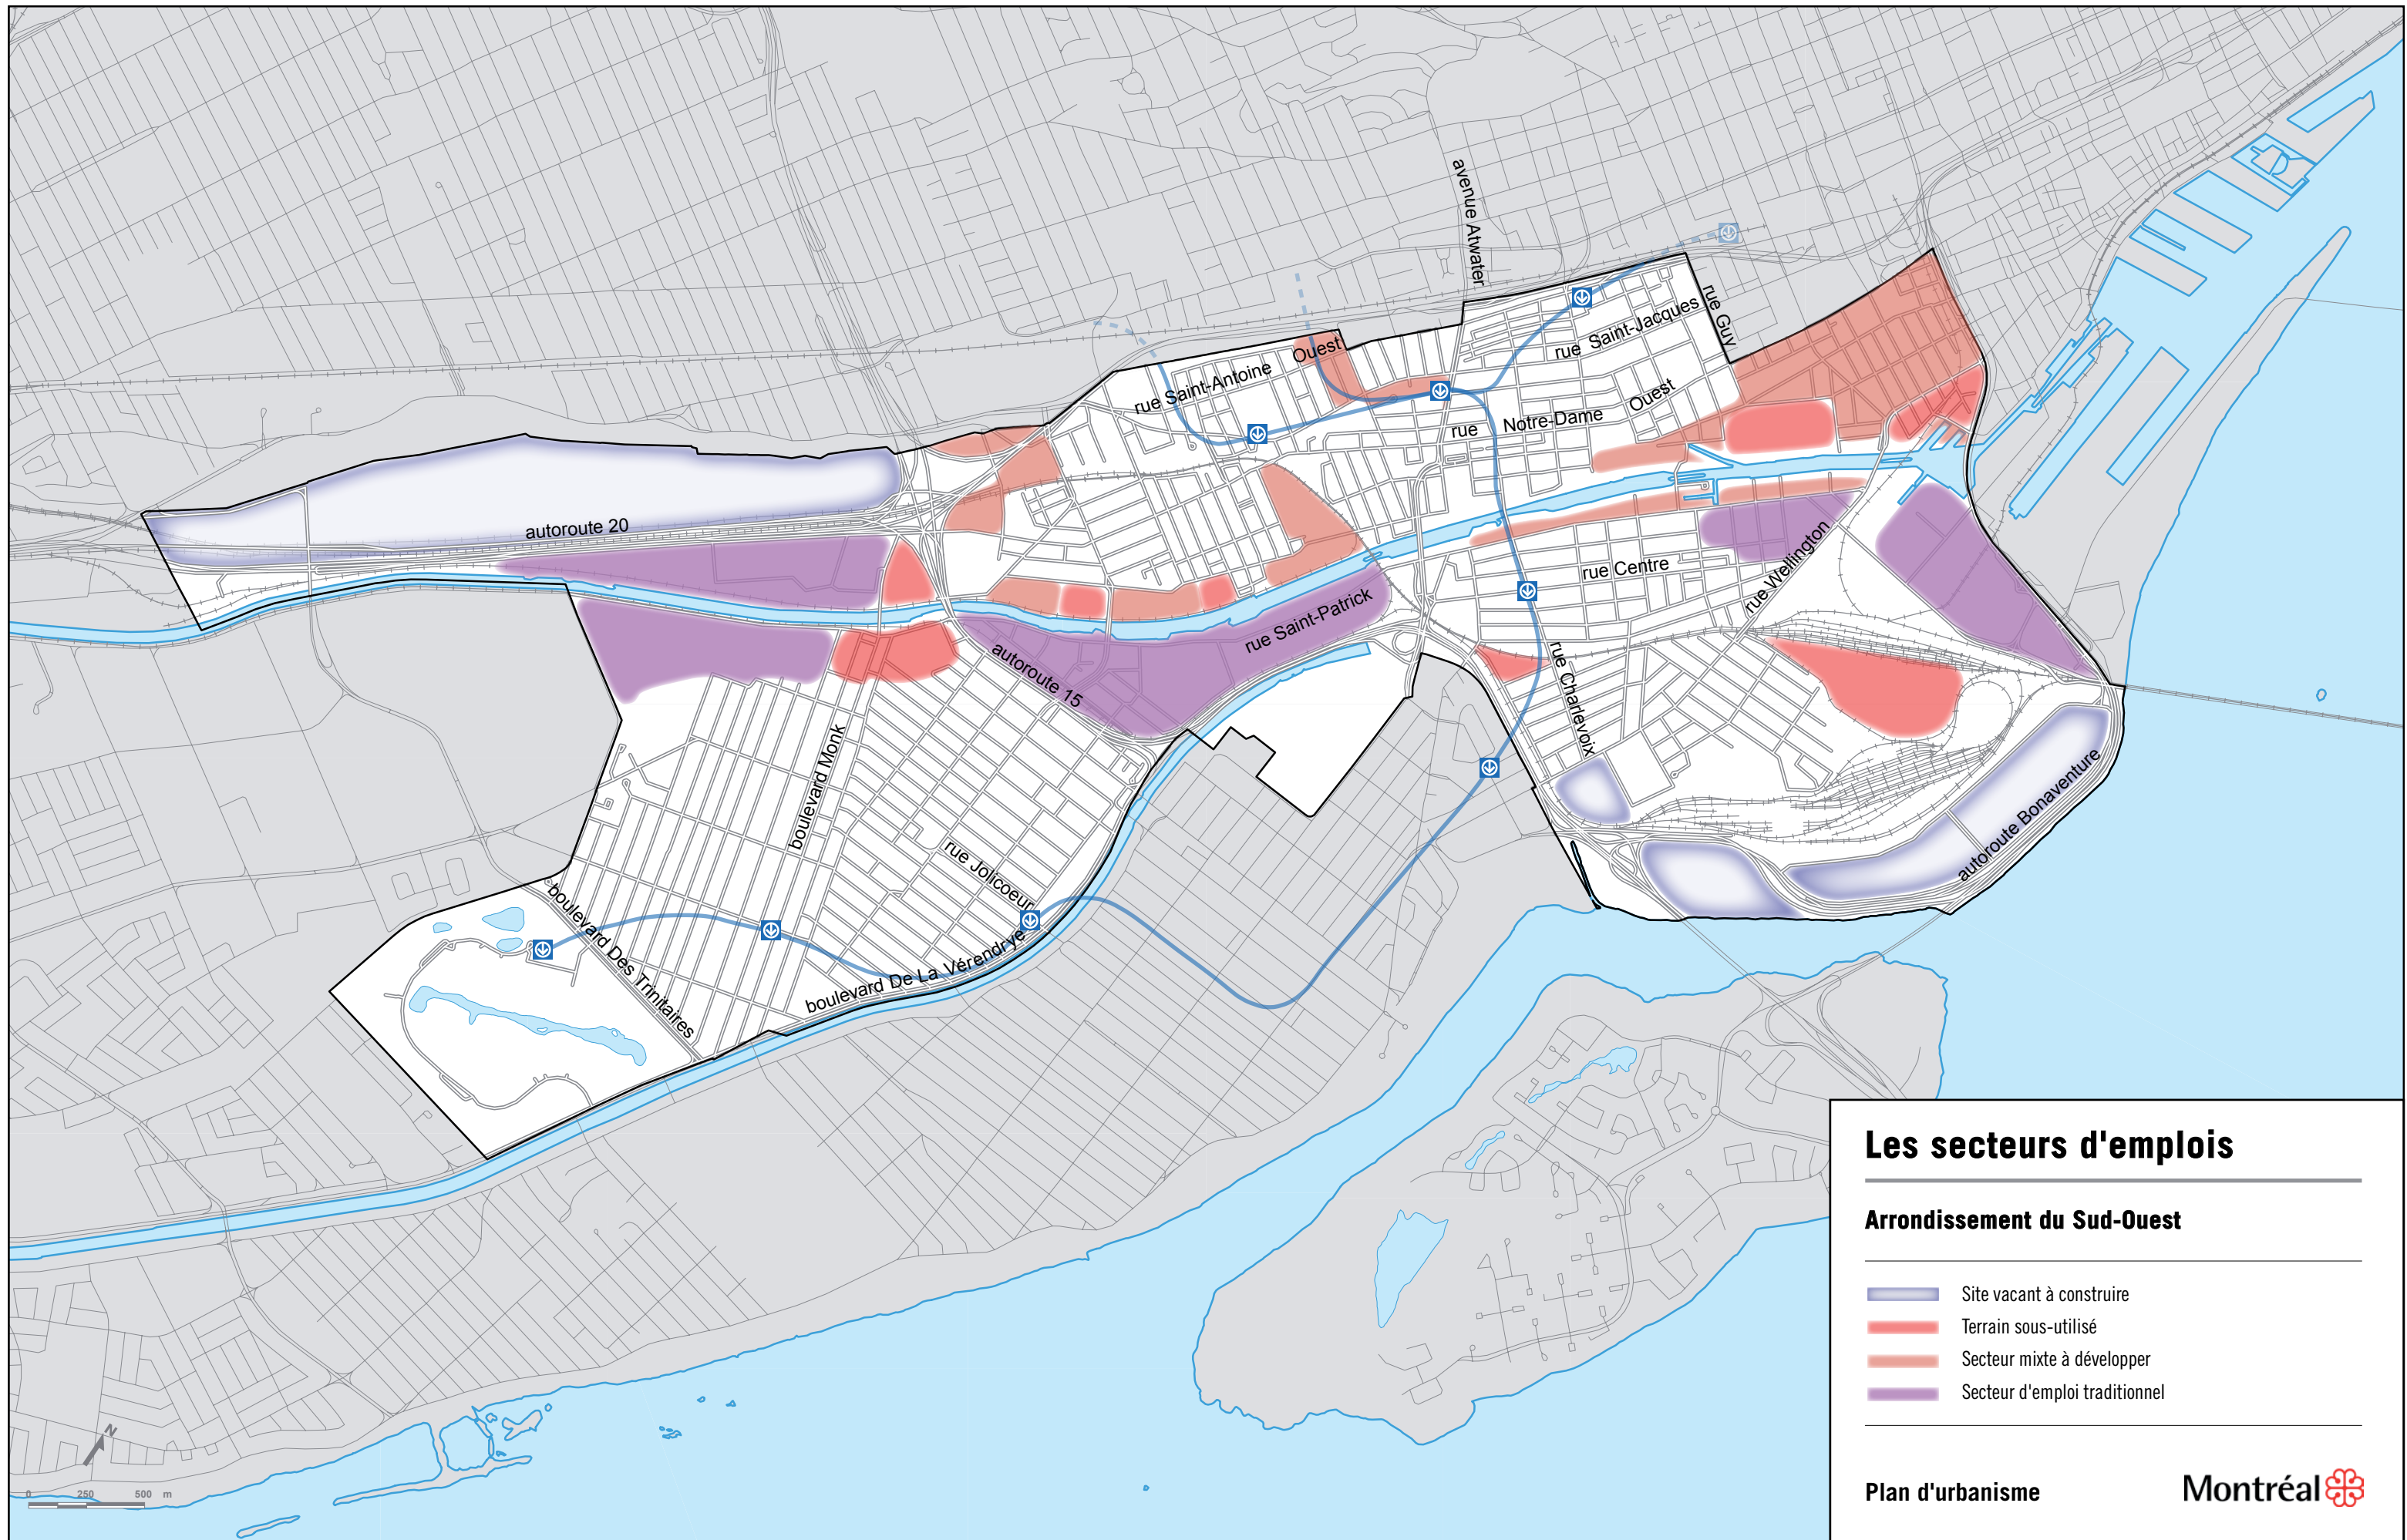 avenue Atwater
rue Guy
rue Saint-Jacques
Ouest
rue Saint-Antoine
rue Notre-Dame Ouest
autoroute 20
rue Centre
rue Wellington
rue Saint-Patrick
autoroute 15
rue Charlevoix
boulevard Monk
autoroute Bonaventure
rue Jolicoeur
boulevard Des Trinitaires
boulevard De La Vérendrye
Les secteurs d'emplois
Arrondissement du Sud-Ouest
Site vacant à construire
Terrain sous-utilisé
Secteur mixte à développer
Secteur d'emploi traditionnel
Plan d'urbanisme
Montréal
N
0 250 500 m